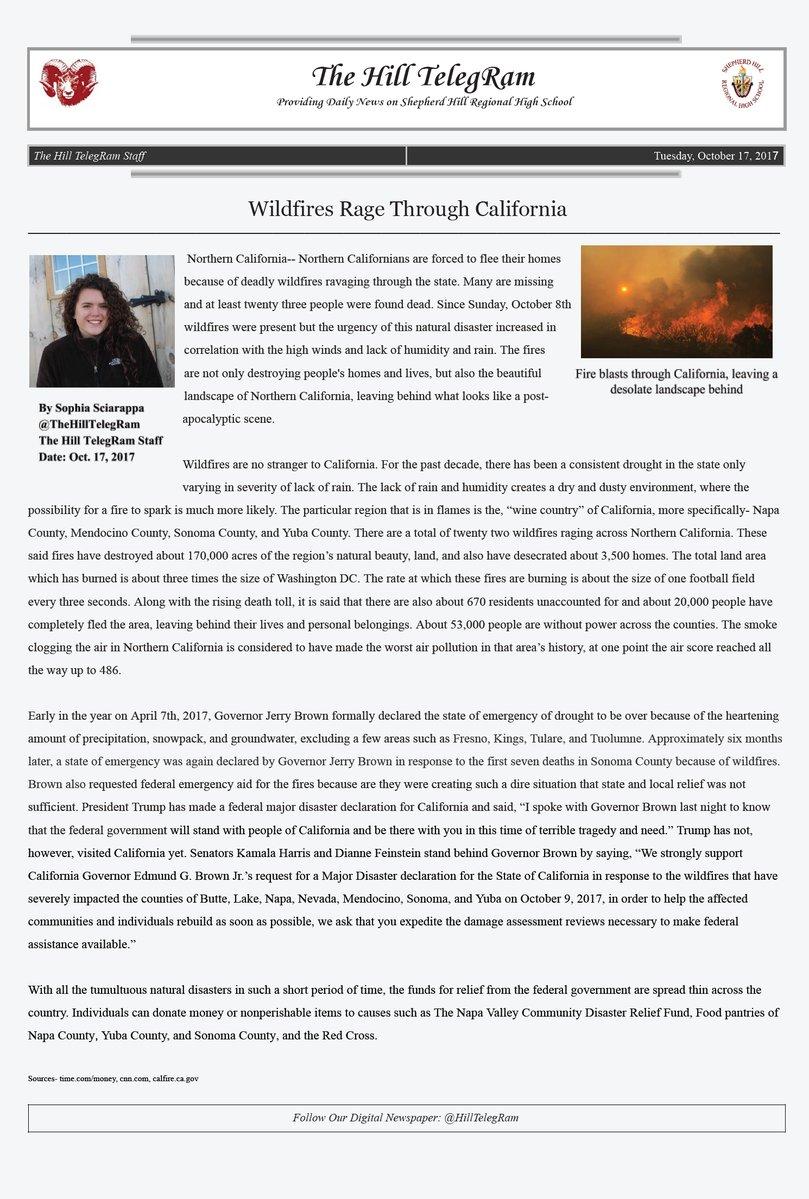 The Hill TelegRam
Providing Daily News on Shepherd Hill Regional High School
SHEPHERD HILL
REGIONAL HIGH SCHOOL
The Hill TelegRam Staff
Tuesday, October 17, 2017
Wildfires Rage Through California
Northern California-- Northern Californians are forced to flee their homes
because of deadly wildfires ravaging through the state. Many are missing
and at least twenty three people were found dead. Since Sunday, October 8th
wildfires were present but the urgency of this natural disaster increased in
correlation with the high winds and lack of humidity and rain. The fires
are not only destroying people's homes and lives, but also the beautiful
landscape of Northern California, leaving behind what looks like a post-
apocalyptic scene.
Fire blasts through California, leaving a
desolate landscape behind
By Sophia Sciarappa
@TheHillTelegRam
The Hill TelegRam Staff
Date: Oct. 17, 2017
Wildfires are no stranger to California. For the past decade, there has been a consistent drought in the state only
varying in severity of lack of rain. The lack of rain and humidity creates a dry and dusty environment, where the
possibility for a fire to spark is much more likely. The particular region that is in flames is the, “wine country” of California, more specifically- Napa
County, Mendocino County, Sonoma County, and Yuba County. There are a total of twenty two wildfires raging across Northern California. These
said fires have destroyed about 170,000 acres of the region’s natural beauty, land, and also have desecrated about 3,500 homes. The total land area
which has burned is about three times the size of Washington DC. The rate at which these fires are burning is about the size of one football field
every three seconds. Along with the rising death toll, it is said that there are also about 670 residents unaccounted for and about 20,000 people have
completely fled the area, leaving behind their lives and personal belongings. About 53,000 people are without power across the counties. The smoke
clogging the air in Northern California is considered to have made the worst air pollution in that area’s history, at one point the air score reached all
the way up to 486.
Early in the year on April 7th, 2017, Governor Jerry Brown formally declared the state of emergency of drought to be over because of the heartening
amount of precipitation, snowpack, and groundwater, excluding a few areas such as Fresno, Kings, Tulare, and Tuolumne. Approximately six months
later, a state of emergency was again declared by Governor Jerry Brown in response to the first seven deaths in Sonoma County because of wildfires.
Brown also requested federal emergency aid for the fires because are they were creating such a dire situation that state and local relief was not
sufficient. President Trump has made a federal major disaster declaration for California and said, “I spoke with Governor Brown last night to know
that the federal government will stand with people of California and be there with you in this time of terrible tragedy and need.” Trump has not,
however, visited California yet. Senators Kamala Harris and Dianne Feinstein stand behind Governor Brown by saying, “We strongly support
California Governor Edmund G. Brown Jr.’s request for a Major Disaster declaration for the State of California in response to the wildfires that have
severely impacted the counties of Butte, Lake, Napa, Nevada, Mendocino, Sonoma, and Yuba on October 9, 2017, in order to help the affected
communities and individuals rebuild as soon as possible, we ask that you expedite the damage assessment reviews necessary to make federal
assistance available.”
With all the tumultuous natural disasters in such a short period of time, the funds for relief from the federal government are spread thin across the
country. Individuals can donate money or nonperishable items to causes such as The Napa Valley Community Disaster Relief Fund, Food pantries of
Napa County, Yuba County, and Sonoma County, and the Red Cross.
Sources- time.com/money, cnn.com, calfire.ca.gov
Follow Our Digital Newspaper: @HillTelegRam